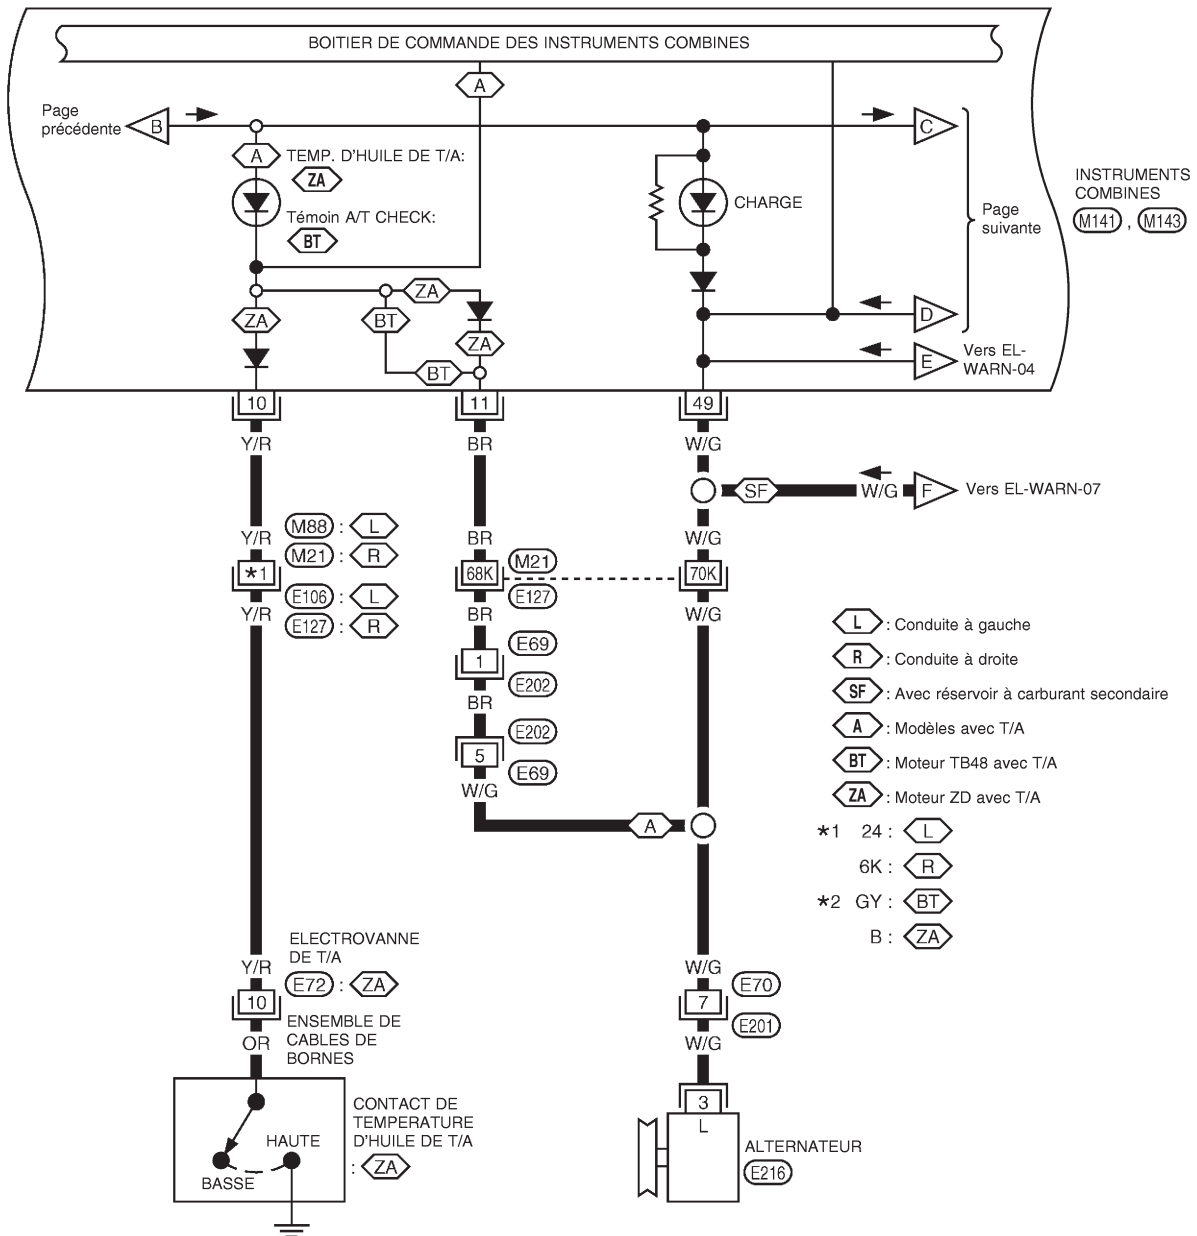 BOITIER DE COMMANDE DES INSTRUMENTS COMBINES
A
Page
précédente
B
C
A
TEMP. D'HUILE DE T/A:
ZA
Témoin A/T CHECK:
BT
CHARGE
Page
suivante
INSTRUMENTS
COMBINES
M141 , M143
ZA
BT
ZA
ZA
BT
D
E
Vers EL-
WARN-04
10
11
49
Y/R
BR
W/G
SF
W/G
F
Vers EL-WARN-07
Y/R
BR
W/G
M88 : L
M21 : R
*1
68K
M21
70K
E106 : L
E127 : R
E127
Y/R
BR
W/G
1
E69
E202
BR
5
E202
E69
W/G
A
L : Conduite à gauche
R : Conduite à droite
SF : Avec réservoir à carburant secondaire
A : Modèles avec T/A
BT : Moteur TB48 avec T/A
ZA : Moteur ZD avec T/A
*1 24 : L
6K : R
*2 GY : BT
B : ZA
ELECTROVANNE
DE T/A
Y/R
E72 : ZA
10
ENSEMBLE DE
CABLES DE
BORNES
OR
W/G
7
E70
E201
W/G
3
L
ALTERNATEUR
E216
CONTACT DE
TEMPERATURE
D'HUILE DE T/A
: ZA
HAUTE
BASSE